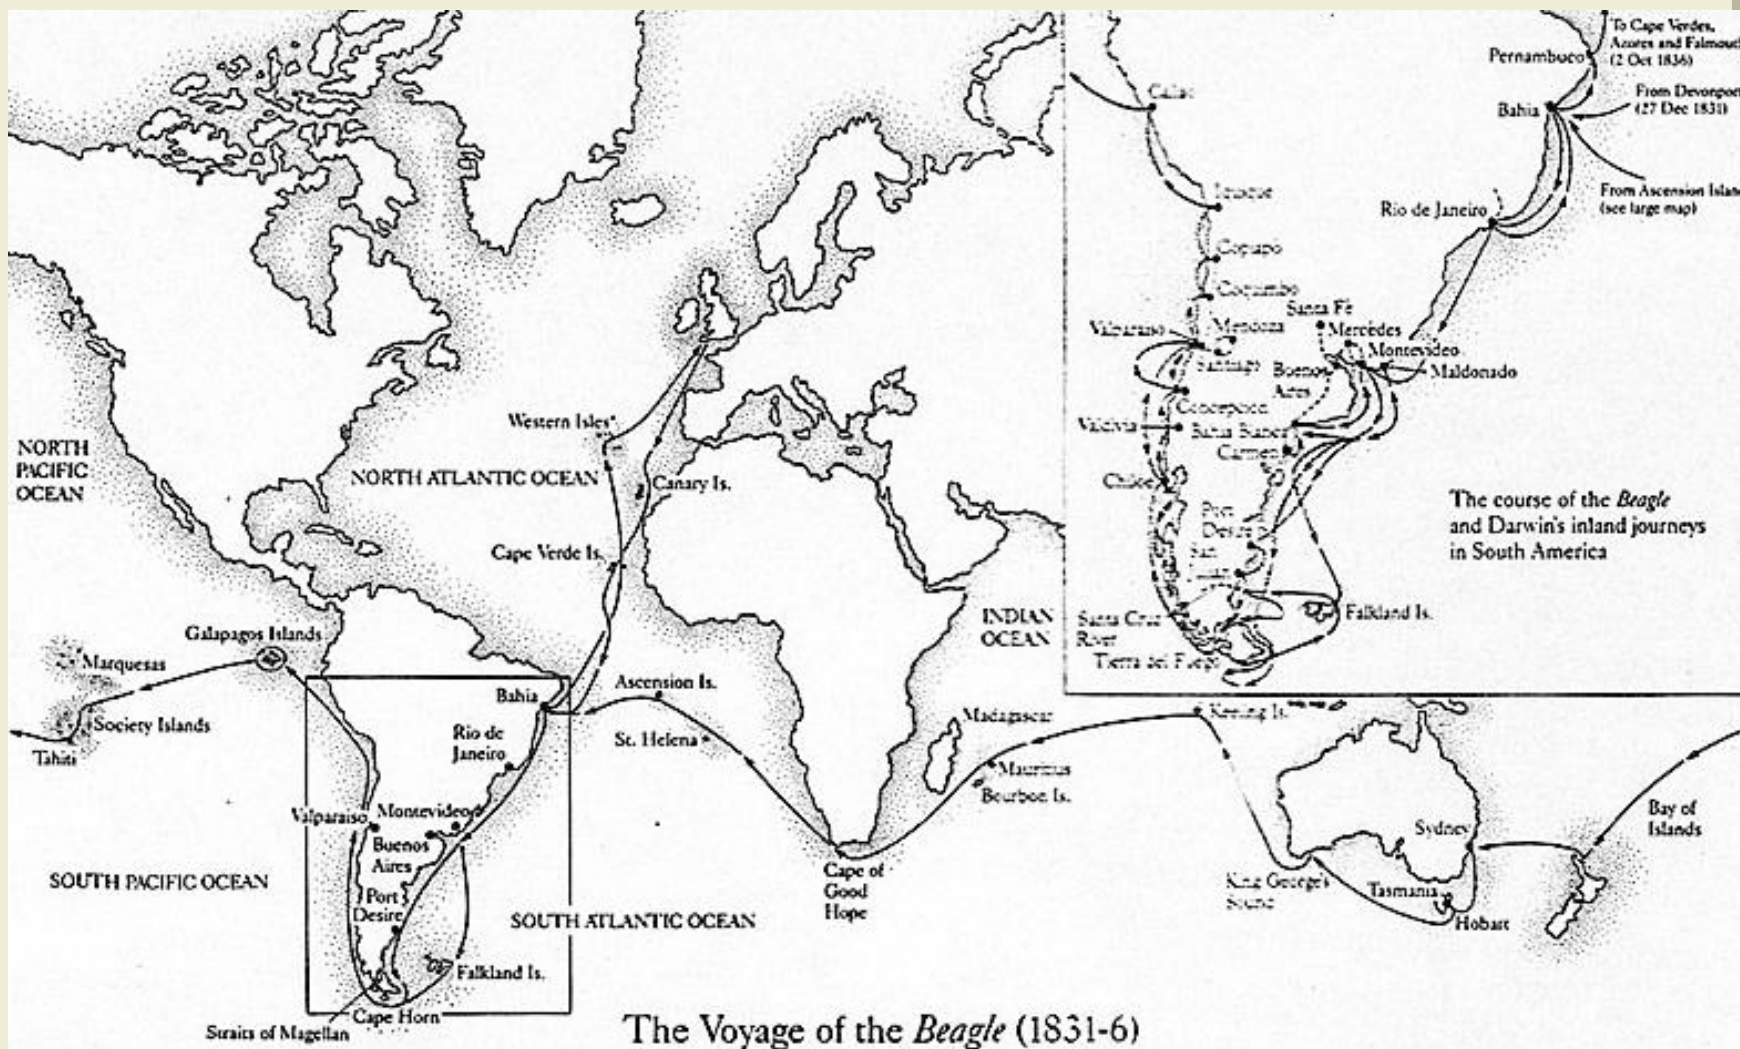 To Cape Verdes,
Azores and Falmouth
(2 Oct 1836)
Pernambuco
From Devonport
(27 Dec 1831)
Bahia
Callao
From Ascension Island
(see large map)
Iquique
Rio de Janeiro
Copiapò
Coquimbo
Santa Fè
Valparaiso
Mendoza
Mercedes
Montevideo
Santiago
Buenos
Aires
Maldonado
Concepcion
Valdivia
Bahia Blanca
Carmen
Chiloe
Port
Desire
San
The course of the Beagle
and Darwin's inland journeys
in South America
Santa Cruz
River
Falkland Is.
Tierra del Fuego
NORTH
PACIFIC
OCEAN
Western Isles
NORTH ATLANTIC OCEAN
Canary Is.
Cape Verde Is.
INDIAN
OCEAN
Galapagos Islands
Marquesas
Society Islands
Tahiti
Bahia
Ascension Is.
Rio de
Janeiro
St. Helena
Madagascar
Keeling Is.
Mauritius
Bourbon Is.
Valparaiso
Montevideo
Buenos
Aires
Bay of
Islands
Sydney
SOUTH PACIFIC OCEAN
Port
Desire
Cape of
Good
Hope
King George's
Sound
Tasmania
Hobart
SOUTH ATLANTIC OCEAN
Falkland Is.
Cape Horn
Straits of Magellan
The Voyage of the Beagle (1831-6)